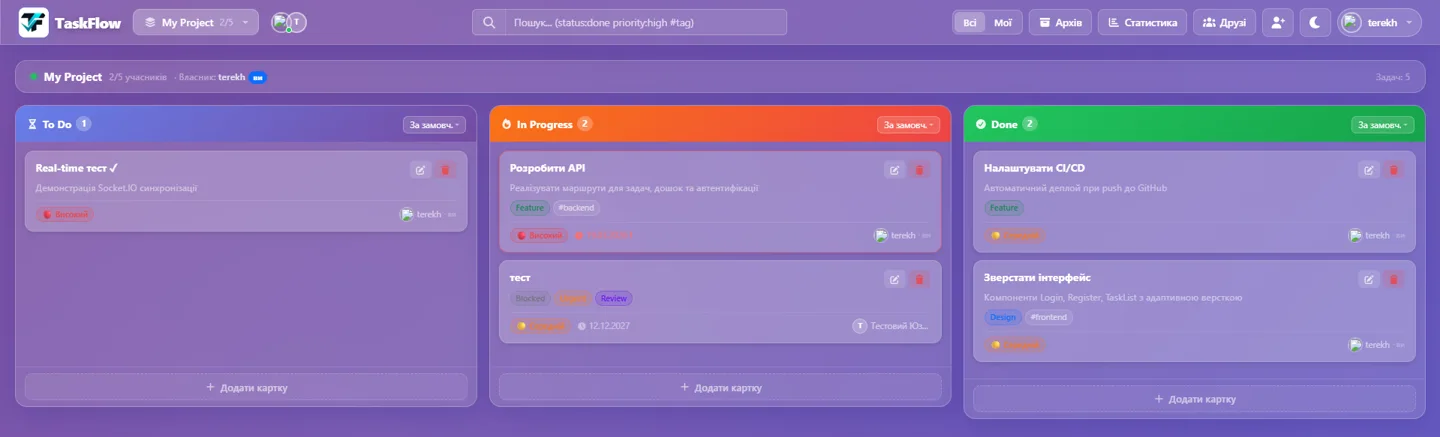 TaskFlow
My Project 2/5
T
Пошук... (status:done priority:high #tag)
Всі Мої
Архів
Статистика
Друзі
terekh
My Project 2/5 учасників · Власник: terekh
Задач: 5
To Do 1
За замовч.
Real-time тест ✓
Демонстрація Socket.IO синхронізації
Високий
terekh
Додати картку
In Progress 2
За замовч.
Розробити API
Реалізувати маршрути для задач, дошок та автентифікації
Feature #backend
Високий
terekh
тест
Blocked
Review
12.12.2027
T Тестовий Юз...
Додати картку
Done 2
За замовч.
Налаштувати CI/CD
Автоматичний деплой при push до GitHub
Feature
terekh
Зверстати інтерфейс
Компоненти Login, Register, TaskList з адаптивною версткою
Design #frontend
terekh
Додати картку